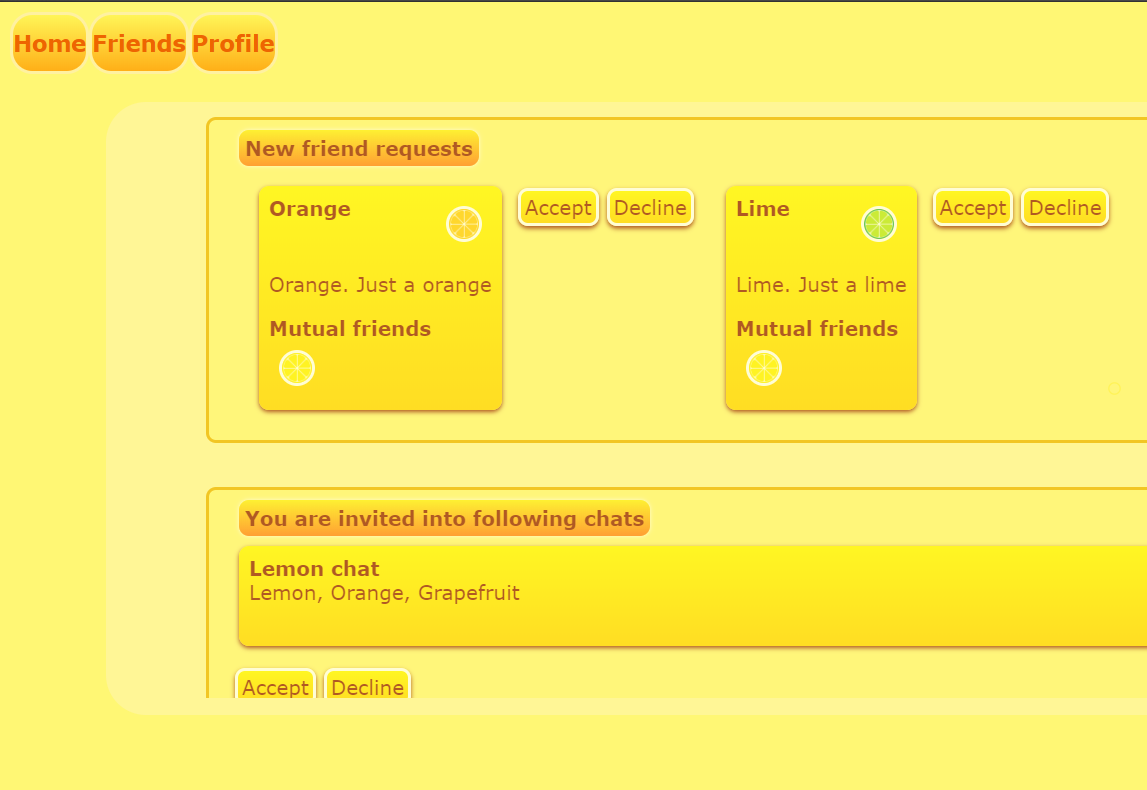 Home Friends Profile
New friend requests
Orange
Accept Decline
Orange. Just a orange
Mutual friends
Lime
Accept Decline
Lime. Just a lime
Mutual friends
You are invited into following chats
Lemon chat
Lemon, Orange, Grapefruit
Accept Decline